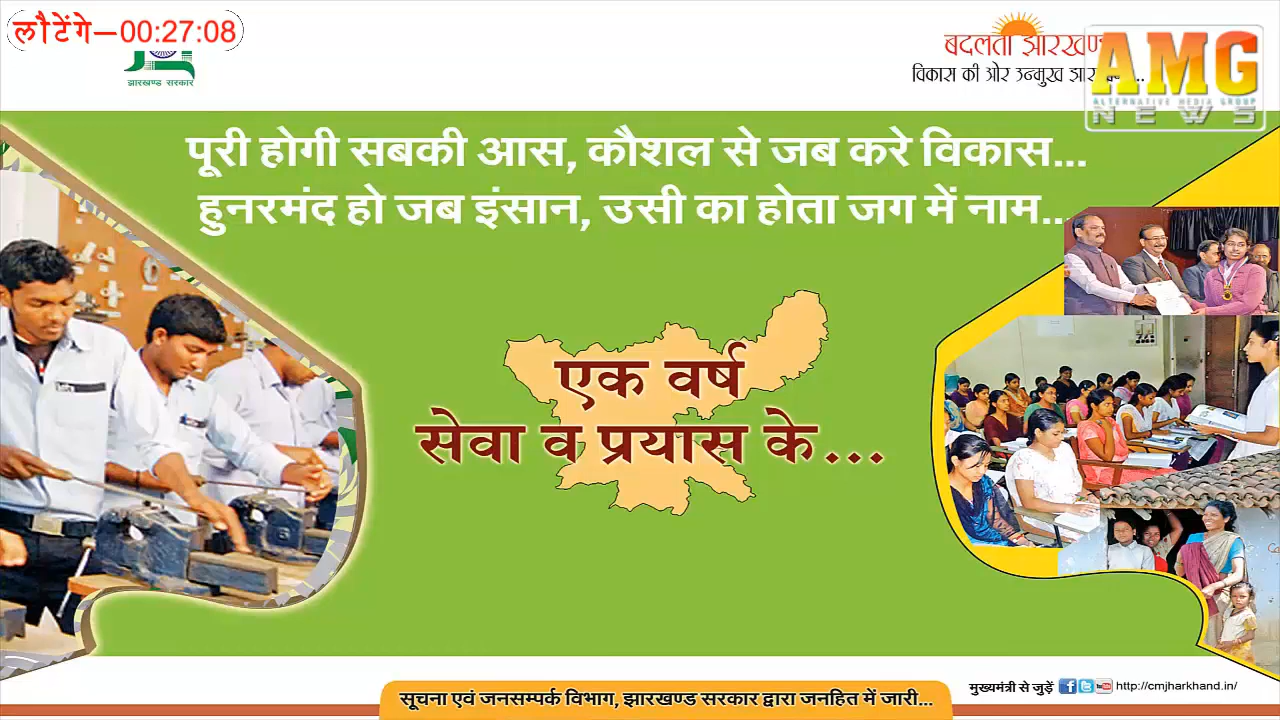 लौटेंगे–00:27:08
झारखण्ड सरकार
बदलता झारखण्ड
विकास की ओर उन्मुख झारखण्ड...
AMG
ALTERNATIVE MEDIA GROUP
NEWS
पूरी होगी सबकी आस, कौशल से जब करे विकास...
हुनरमंद हो जब इंसान, उसी का होता जग में नाम...
एक वर्ष
सेवा व प्रयास के...
मुख्यमंत्री से जुड़ें http://cmjharkhand.in/
सूचना एवं जनसम्पर्क विभाग, झारखण्ड सरकार द्वारा जनहित में जारी...